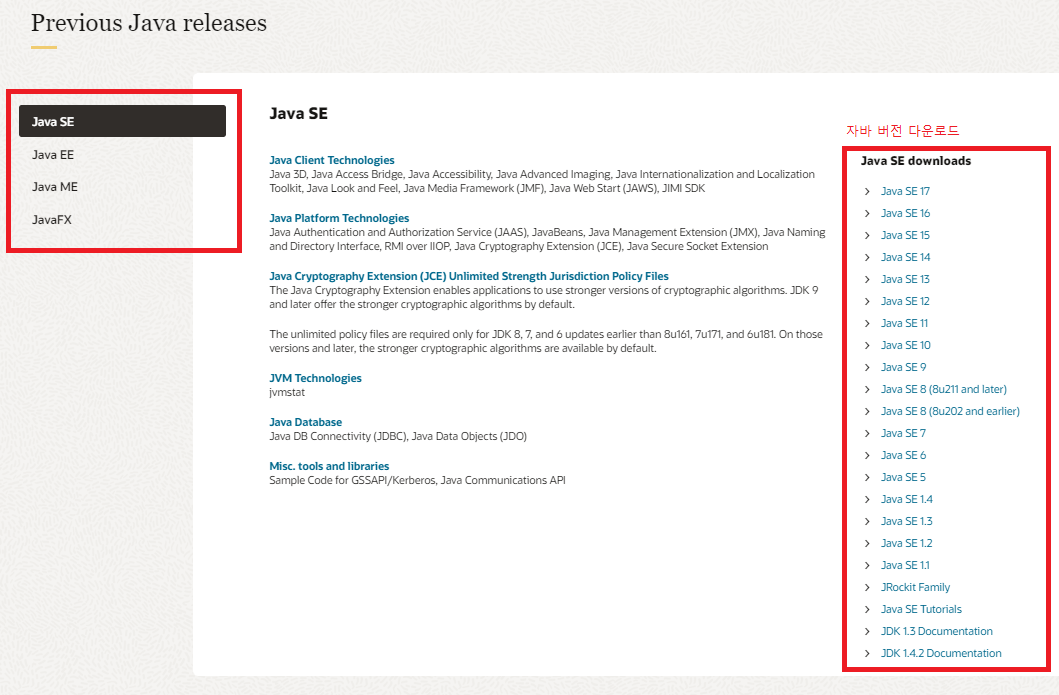 Previous Java releases
Java SE
Java EE
Java ME
JavaFX
Java SE
Java Client Technologies
Java 3D, Java Access Bridge, Java Accessibility, Java Advanced Imaging, Java Internationalization and Localization
Toolkit, Java Look and Feel, Java Media Framework (JMF), Java Web Start (JAWS), JIMI SDK
Java Platform Technologies
Java Authentication and Authorization Service (JAAS), JavaBeans, Java Management Extension (JMX), Java Naming
and Directory Interface, RMI over IIOP, Java Cryptography Extension (JCE), Java Secure Socket Extension
Java Cryptography Extension (JCE) Unlimited Strength Jurisdiction Policy Files
The Java Cryptography Extension enables applications to use stronger versions of cryptographic algorithms. JDK 9
and later offer the stronger cryptographic algorithms by default.
The unlimited policy files are required only for JDK 8, 7, and 6 updates earlier than 8u161, 7u171, and 6u181. On those
versions and later, the stronger cryptographic algorithms are available by default.
JVM Technologies
jvmstat
Java Database
Java DB Connectivity (JDBC), Java Data Objects (JDO)
Misc. tools and libraries
Sample Code for GSSAPI/Kerberos, Java Communications API
자바 버전 다운로드
Java SE downloads
Java SE 17
Java SE 16
Java SE 15
Java SE 14
Java SE 13
Java SE 12
Java SE 11
Java SE 10
Java SE 9
Java SE 8 (8u211 and later)
Java SE 8 (8u202 and earlier)
Java SE 7
Java SE 6
Java SE 5
Java SE 1.4
Java SE 1.3
Java SE 1.2
Java SE 1.1
JRockit Family
Java SE Tutorials
JDK 1.3 Documentation
JDK 1.4.2 Documentation